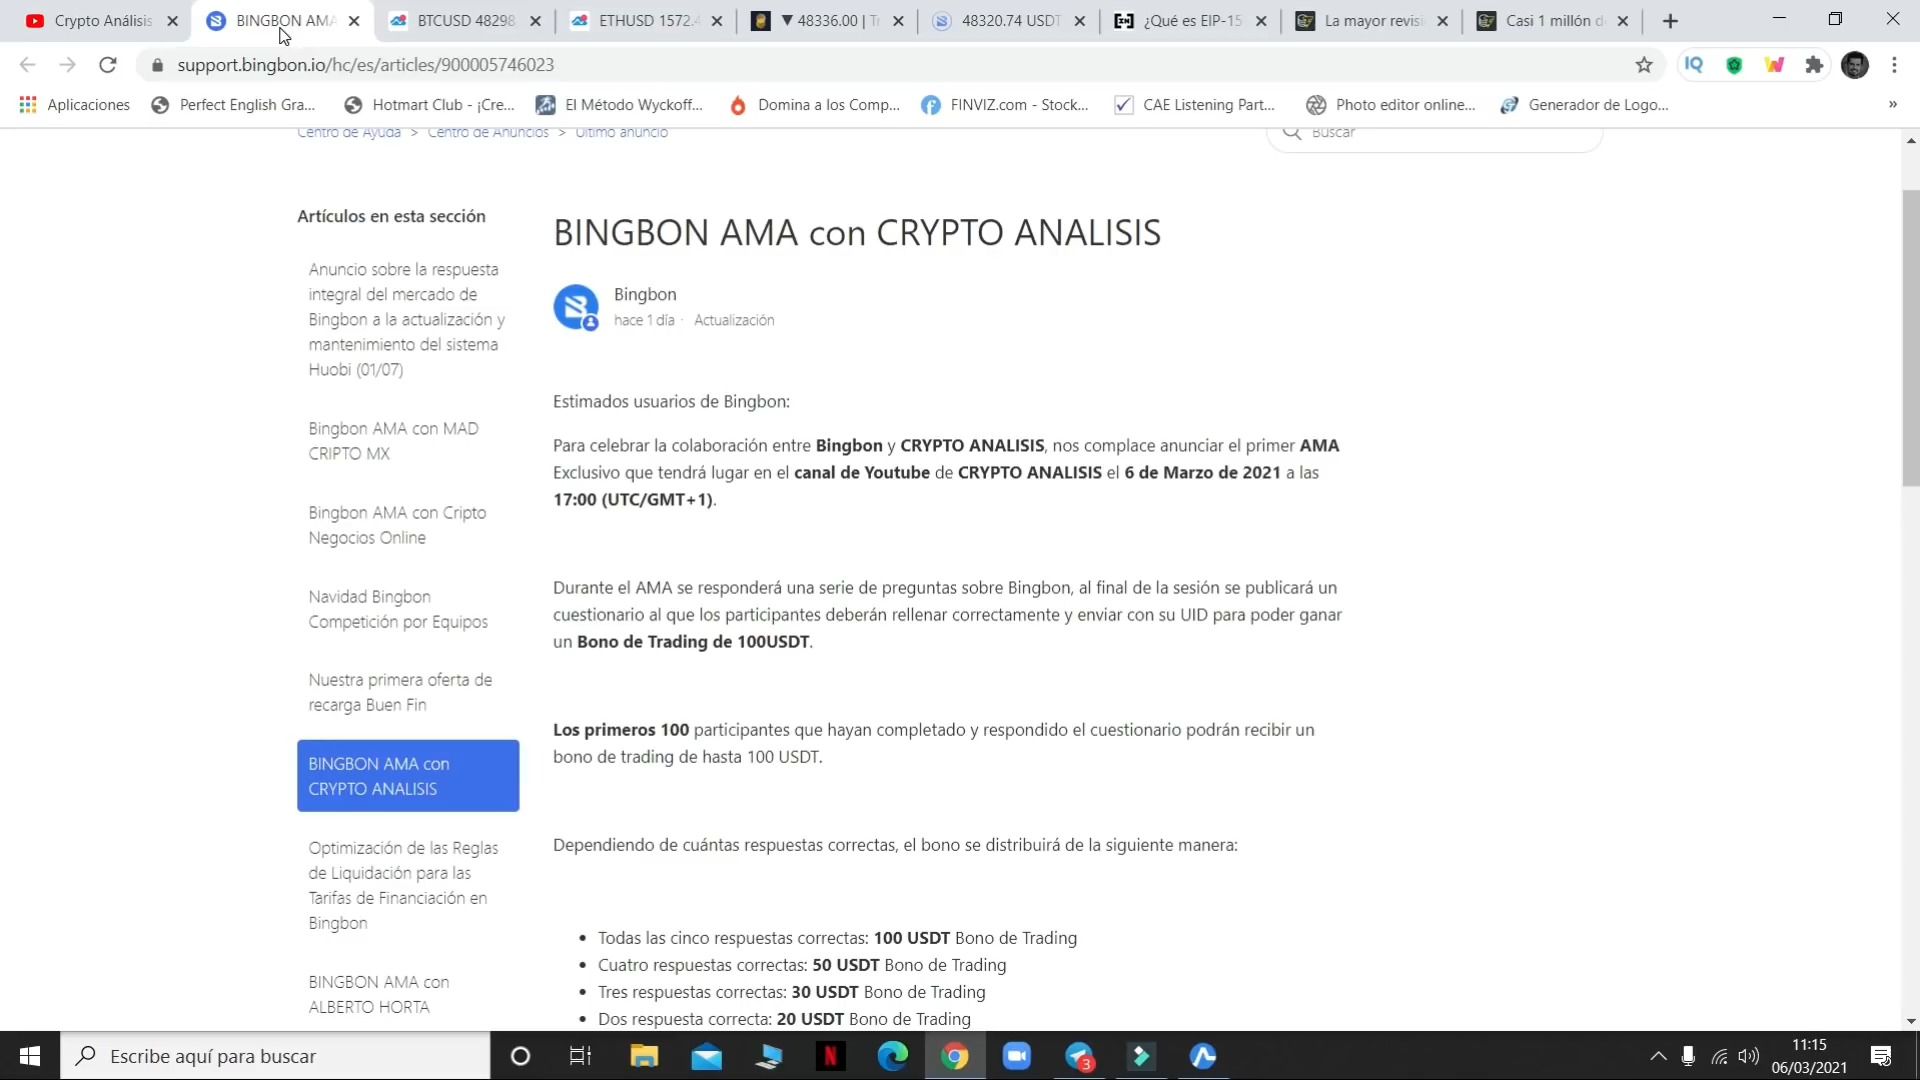 Crypto Análisis
BINGBON AMA
BTCUSD 48298
ETHUSD 1572.4
▼ 48336.00 | Tr
48320.74 USDT
¿Qué es EIP-15
La mayor revisi
Casi 1 millón d
support.bingbon.io/hc/es/articles/900005746023
Aplicaciones
Perfect English Gra...
Hotmart Club - ¡Cre...
El Método Wyckoff...
Domina a los Comp...
FINVIZ.com - Stock...
CAE Listening Part...
Photo editor online...
Generador de Logo...
»
Centro de Ayuda > Centro de Anuncios > Último anuncio
Buscar
Artículos en esta sección
Anuncio sobre la respuesta
integral del mercado de
Bingbon a la actualización y
mantenimiento del sistema
Huobi (01/07)
Bingbon AMA con MAD
CRIPTO MX
Bingbon AMA con Cripto
Negocios Online
Navidad Bingbon
Competición por Equipos
Nuestra primera oferta de
recarga Buen Fin
BINGBON AMA con
CRYPTO ANALISIS
Optimización de las Reglas
de Liquidación para las
Tarifas de Financiación en
Bingbon
BINGBON AMA con
ALBERTO HORTA
BINGBON AMA con CRYPTO ANALISIS
Bingbon
hace 1 día · Actualización
Estimados usuarios de Bingbon:
Para celebrar la colaboración entre Bingbon y CRYPTO ANALISIS, nos complace anunciar el primer AMA
Exclusivo que tendrá lugar en el canal de Youtube de CRYPTO ANALISIS el 6 de Marzo de 2021 a las
17:00 (UTC/GMT+1).
Durante el AMA se responderá una serie de preguntas sobre Bingbon, al final de la sesión se publicará un
cuestionario al que los participantes deberán rellenar correctamente y enviar con su UID para poder ganar
un Bono de Trading de 100USDT.
Los primeros 100 participantes que hayan completado y respondido el cuestionario podrán recibir un
bono de trading de hasta 100 USDT.
Dependiendo de cuántas respuestas correctas, el bono se distribuirá de la siguiente manera:
• Todas las cinco respuestas correctas: 100 USDT Bono de Trading
• Cuatro respuestas correctas: 50 USDT Bono de Trading
• Tres respuestas correctas: 30 USDT Bono de Trading
• Dos respuesta correcta: 20 USDT Bono de Trading
Escribe aquí para buscar
3
11:15
06/03/2021